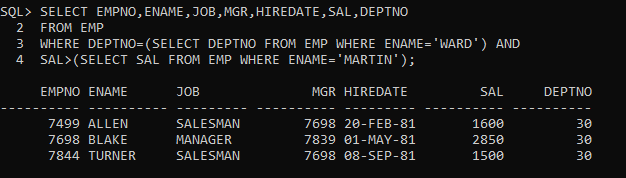 SQL> SELECT EMPNO,ENAME,JOB,MGR,HIREDATE,SAL,DEPTNO
  2  FROM EMP
  3  WHERE DEPTNO=(SELECT DEPTNO FROM EMP WHERE ENAME='WARD') AND
  4  SAL>(SELECT SAL FROM EMP WHERE ENAME='MARTIN');

     EMPNO ENAME      JOB              MGR HIREDATE         SAL     DEPTNO
---------- ---------- --------- ---------- --------- ---------- ----------
      7499 ALLEN      SALESMAN        7698 20-FEB-81       1600         30
      7698 BLAKE      MANAGER         7839 01-MAY-81       2850         30
      7844 TURNER     SALESMAN        7698 08-SEP-81       1500         30